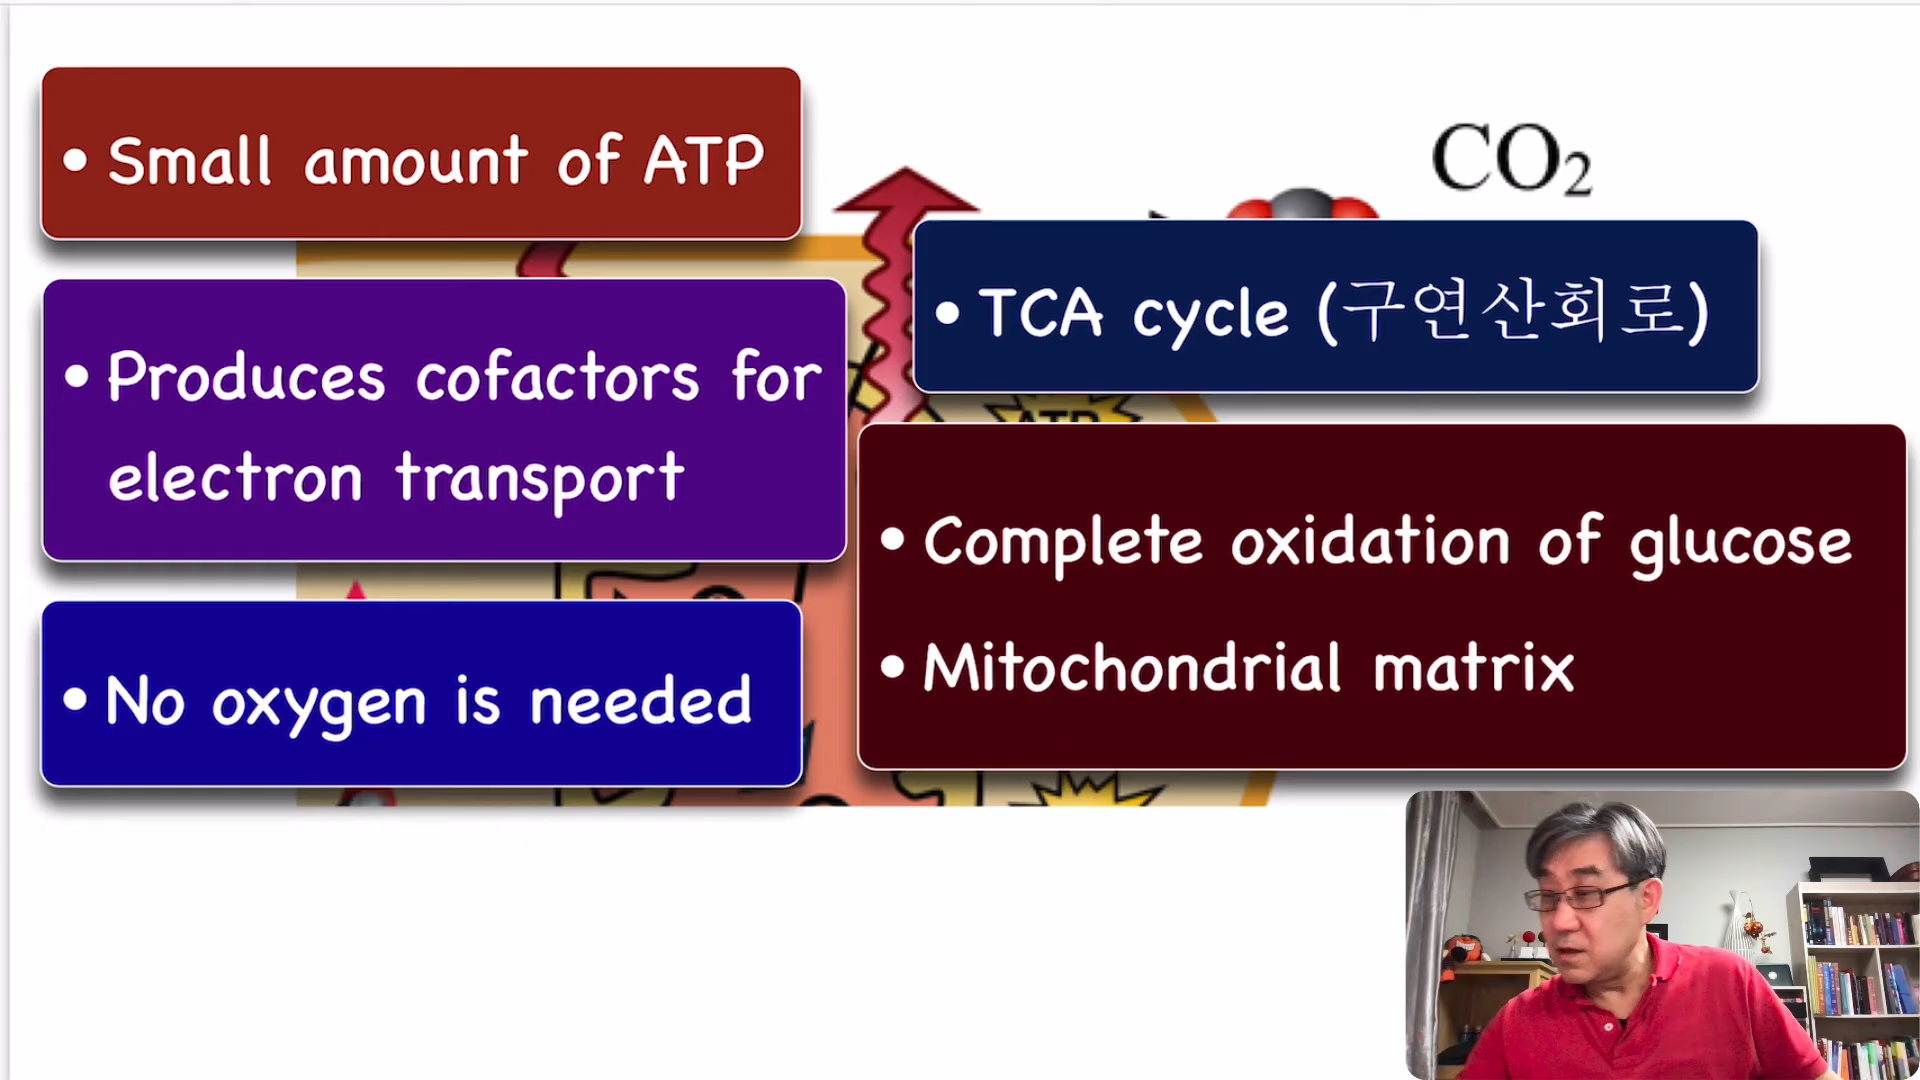 • Small amount of ATP
CO₂
• TCA cycle (구연산회로)
• Produces cofactors for
electron transport
ATP
• Complete oxidation of glucose
• Mitochondrial matrix
• No oxygen is needed